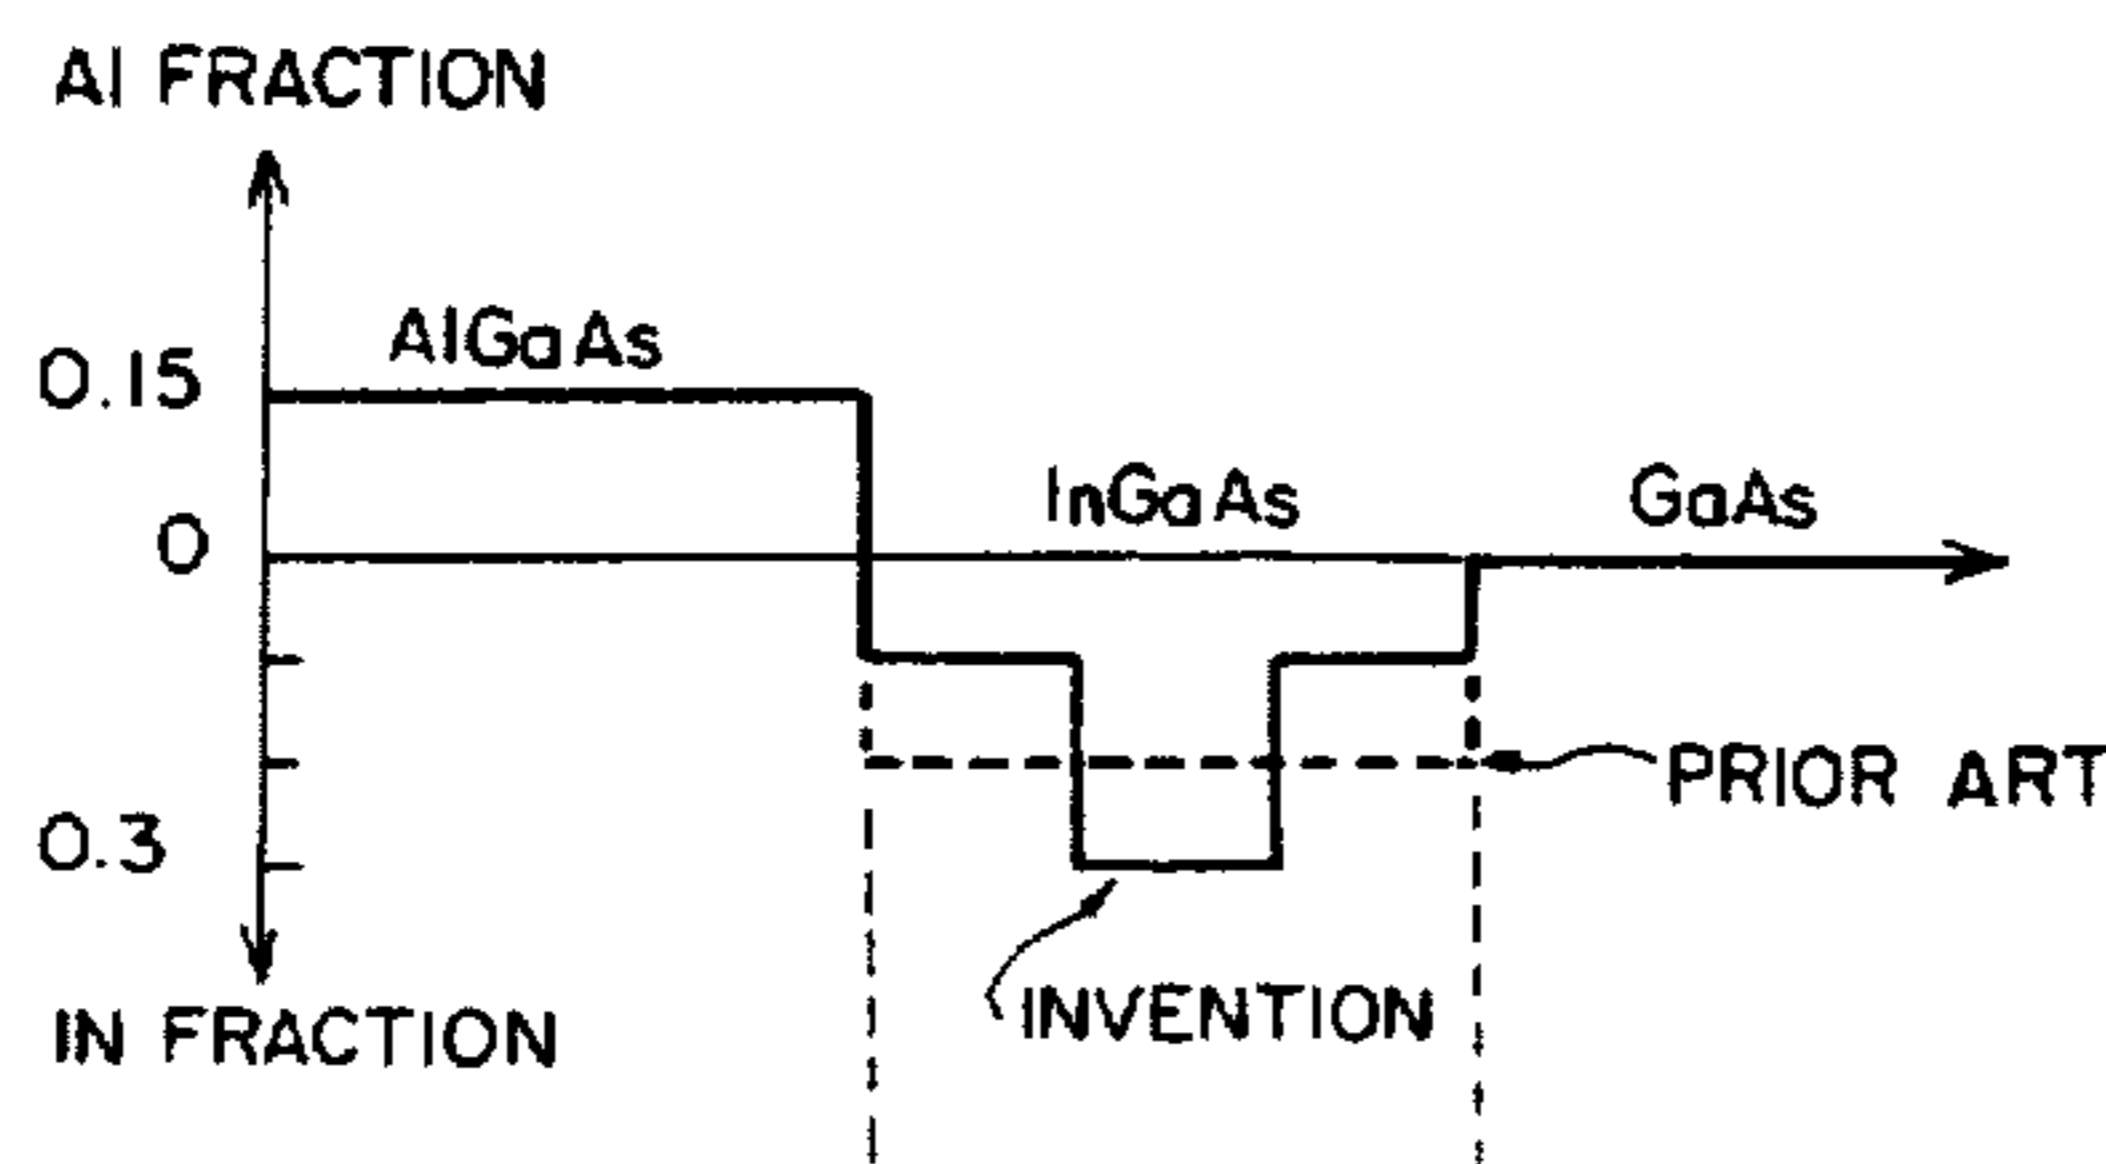 Al FRACTION
AlGaAs
0.15
InGaAs
GaAs
0
PRIOR ART
0.3
INVENTION
IN FRACTION